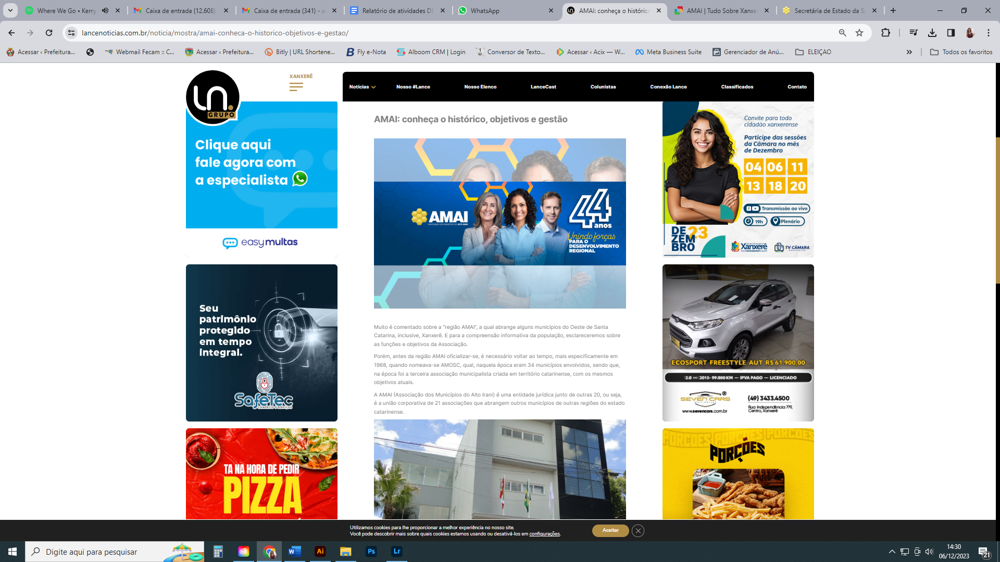 Where We Go • Kerry
Caixa de entrada (12.608)
Caixa de entrada (341) - a
Relatório de atividades DE
WhatsApp
AMAI: conheça o histórico
AMAI | Tudo Sobre Xanxe
Secretária de Estado da S
lancenoticias.com.br/noticia/mostra/amai-conheca-o-historico-objetivos-e-gestao/
Acessar ‹ Prefeitura...
Webmail Fecam :: C...
Acessar ‹ Prefeitura...
Bitly | URL Shortene...
Fly e-Nota
Alboom CRM | Login
Conversor de Texto...
Acessar ‹ Acix — W...
Meta Business Suite
Gerenciador de Anú...
ELEIÇAO
Todos os favoritos
LN.
GRUPO
XANXERÊ
Notícias
Nosso #Lance
Nosso Elenco
LanceCast
Colunistas
Conexão Lance
Classificados
Contato
Clique aqui
fale agora com
a especialista
easymultas
Seu
patrimônio
protegido
em tempo
integral.
SafeTec
COMÉRCIO E SERVIÇOS
TA NA HORA DE PEDIR
PIZZA
AMAI: conheça o histórico, objetivos e gestão
AMAI
ASSOCIAÇÃO DOS MUNICÍPIOS DO ALTO IRANI
44
anos
Unindo forças
PARA O
DESENVOLVIMENTO
REGIONAL
Muito é comentado sobre a "região AMAI", a qual abrange alguns municípios do Oeste de Santa
Catarina, inclusive, Xanxerê. E para a compreensão informativa da população, esclareceremos sobre
as funções e objetivos da Associação.
Porém, antes da região AMAI oficializar-se, é necessário voltar ao tempo, mais especificamente em
1968, quando nomeava-se AMOSC, qual, naquela época eram 34 municípios envolvidos, sendo que,
na época foi a terceira associação municipalista criada em território catarinense, com os mesmos
objetivos atuais.
A AMAI (Associação dos Municípios do Alto Irani) é uma entidade jurídica junto de outras 20, ou seja,
é a união corporativa de 21 associações que abrangem outros municípios de outras regiões do estado
catarinense.
Convite para todo
cidadão xanxerense
Participe das sessões
da Câmara no mês
de Dezembro
04 06 11
13 18 20
Transmissão ao vivo
19h
Plenário
DE
ZEM
BRO
23
Xanxerê
TV CÂMARA
SEVEN CARS
ECOSPORT FREESTYLE AUT R$ 61.900,00
2.0 — 2015- 99.000 KM — IPVA PAGO — LICENCIADO
SEVEN CARS
multimarcas
www.sevencars.com.br
(49) 3433.4500
Rua Independência 779,
Centro, Xanxerê
PORÇÕES PORÇÕES PORÇÕES
PORÇÕES
Utilizamos cookies para lhe proporcionar a melhor experiência no nosso site.
Você pode descobrir mais sobre quais cookies estamos usando ou desativá-los em configurações.
Aceitar
Digite aqui para pesquisar
Ai
Ps
Lr
14:30
06/12/2023
21